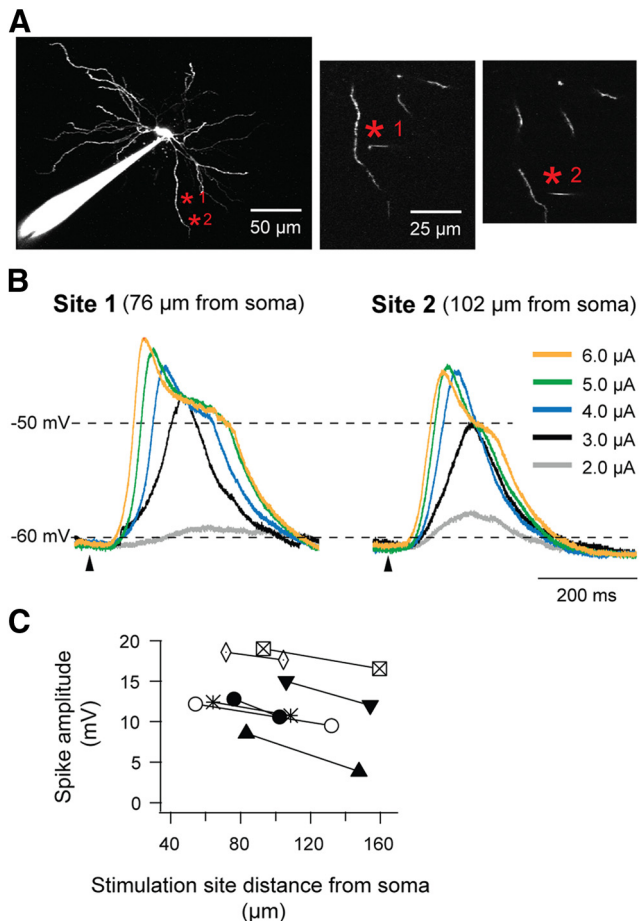 A
* 1
* 2
50 µm
* 1
25 µm
* 2
B
Site 1 (76 µm from soma)
Site 2 (102 µm from soma)
6.0 µA
5.0 µA
4.0 µA
3.0 µA
2.0 µA
-50 mV
-60 mV
200 ms
C
Spike amplitude
(mV)
20
15
10
5
0
40
80
120
160
Stimulation site distance from soma
(µm)